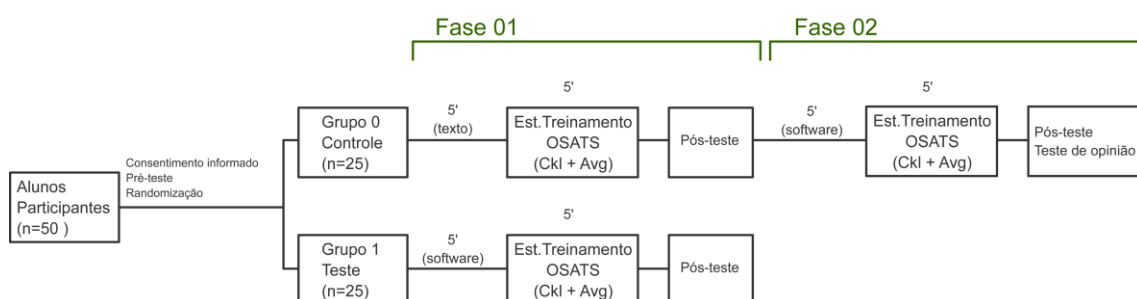 Fase 01
Fase 02
Alunos
Participantes
(n=50 )
Consentimento informado
Pré-teste
Randomização
Grupo 0
Controle
(n=25)
5'
(texto)
5'
Est.Treinamento
OSATS
(Ckl + Avg)
Pós-teste
5'
(software)
5'
Est.Treinamento
OSATS
(Ckl + Avg)
Pós-teste
Teste de opinião
Grupo 1
Teste
(n=25)
5'
(software)
5'
Est.Treinamento
OSATS
(Ckl + Avg)
Pós-teste